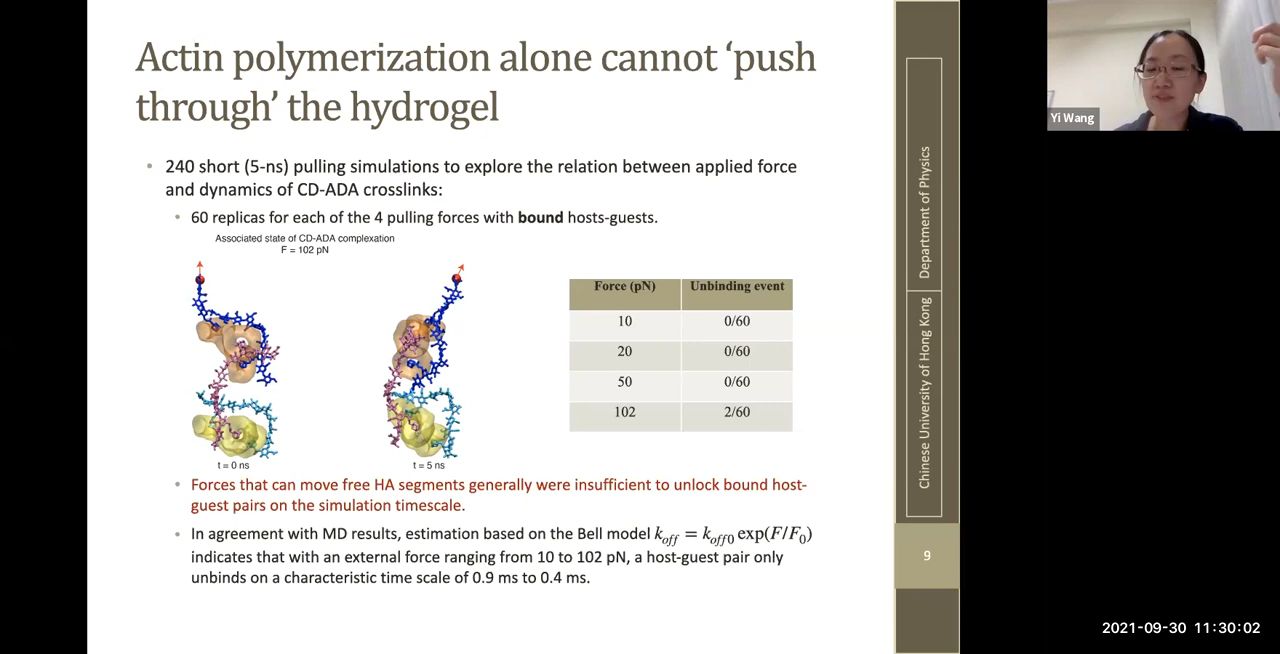 Actin polymerization alone cannot ‘push
through’ the hydrogel
• 240 short (5-ns) pulling simulations to explore the relation between applied force
and dynamics of CD-ADA crosslinks:
• 60 replicas for each of the 4 pulling forces with bound hosts-guests.
Associated state of CD-ADA complexation
F = 102 pN
t = 0 ns
t = 5 ns
Force (pN) Unbinding event
10 0/60
20 0/60
50 0/60
102 2/60
• Forces that can move free HA segments generally were insufficient to unlock bound host-
guest pairs on the simulation timescale.
• In agreement with MD results, estimation based on the Bell model k_off = k_off0 exp(F/F_0)
indicates that with an external force ranging from 10 to 102 pN, a host-guest pair only
unbinds on a characteristic time scale of 0.9 ms to 0.4 ms.
Department of Physics
Chinese University of Hong Kong
9
Yi Wang
2021-09-30 11:30:02